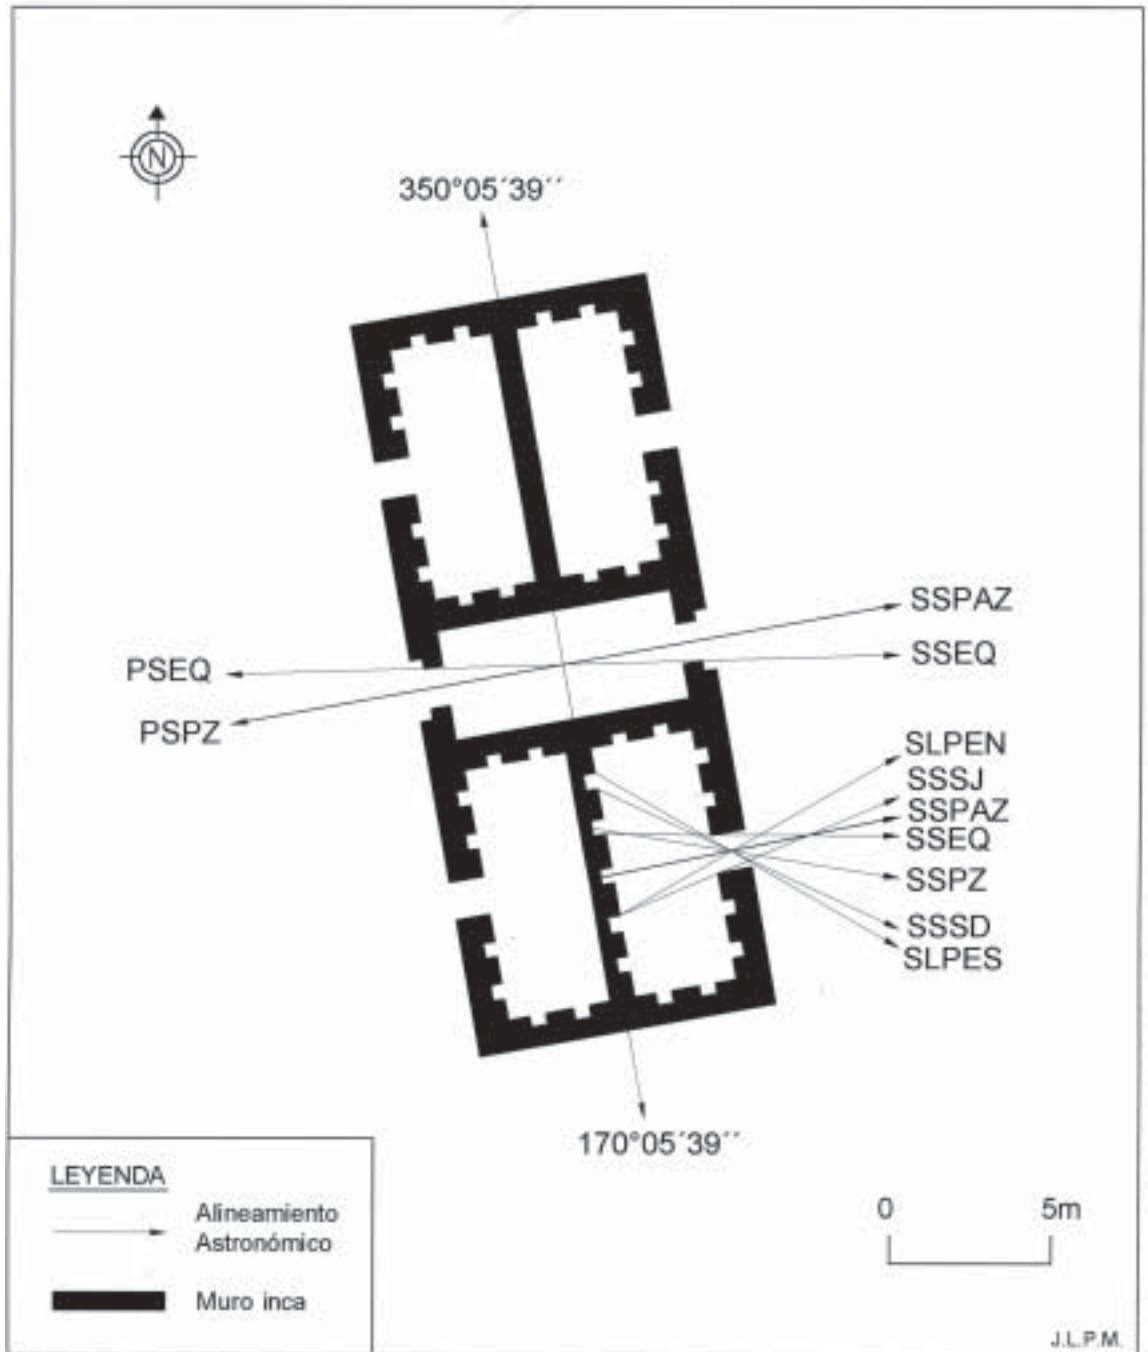 N
350°05´39´´
SSPAZ
PSEQ
SSEQ
PSPZ
SLPEN
SSSJ
SSPAZ
SSEQ
SSPZ
SSSD
SLPES
170°05´39´´
LEYENDA
Alineamiento
Astronómico
Muro inca
0 5m
J.L.P.M.